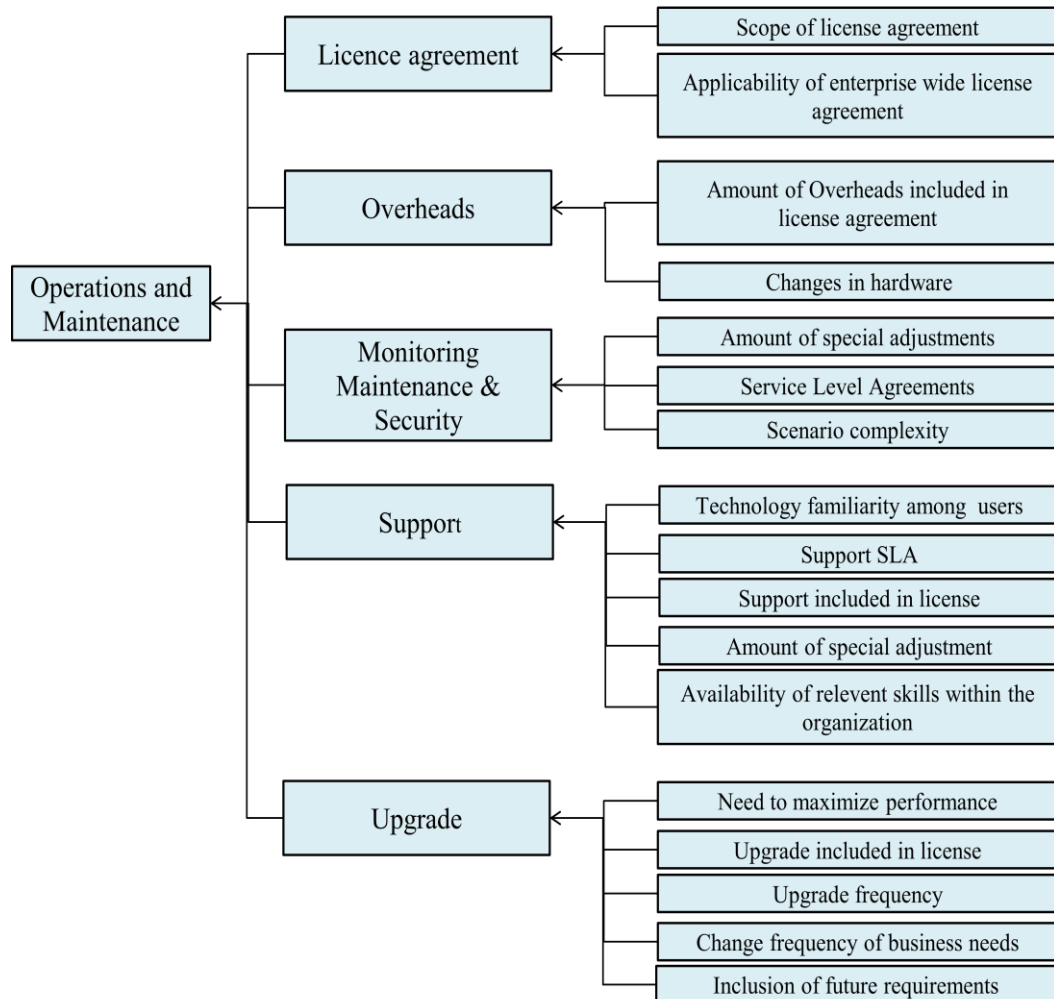 Operations and
Maintenance
Licence agreement
Scope of license agreement
Applicability of enterprise wide license
agreement
Overheads
Amount of Overheads included in
license agreement
Changes in hardware
Monitoring
Maintenance &
Security
Amount of special adjustments
Service Level Agreements
Scenario complexity
Support
Technology familiarity among users
Support SLA
Support included in license
Amount of special adjustment
Availability of relevent skills within the
organization
Upgrade
Need to maximize performance
Upgrade included in license
Upgrade frequency
Change frequency of business needs
Inclusion of future requirements